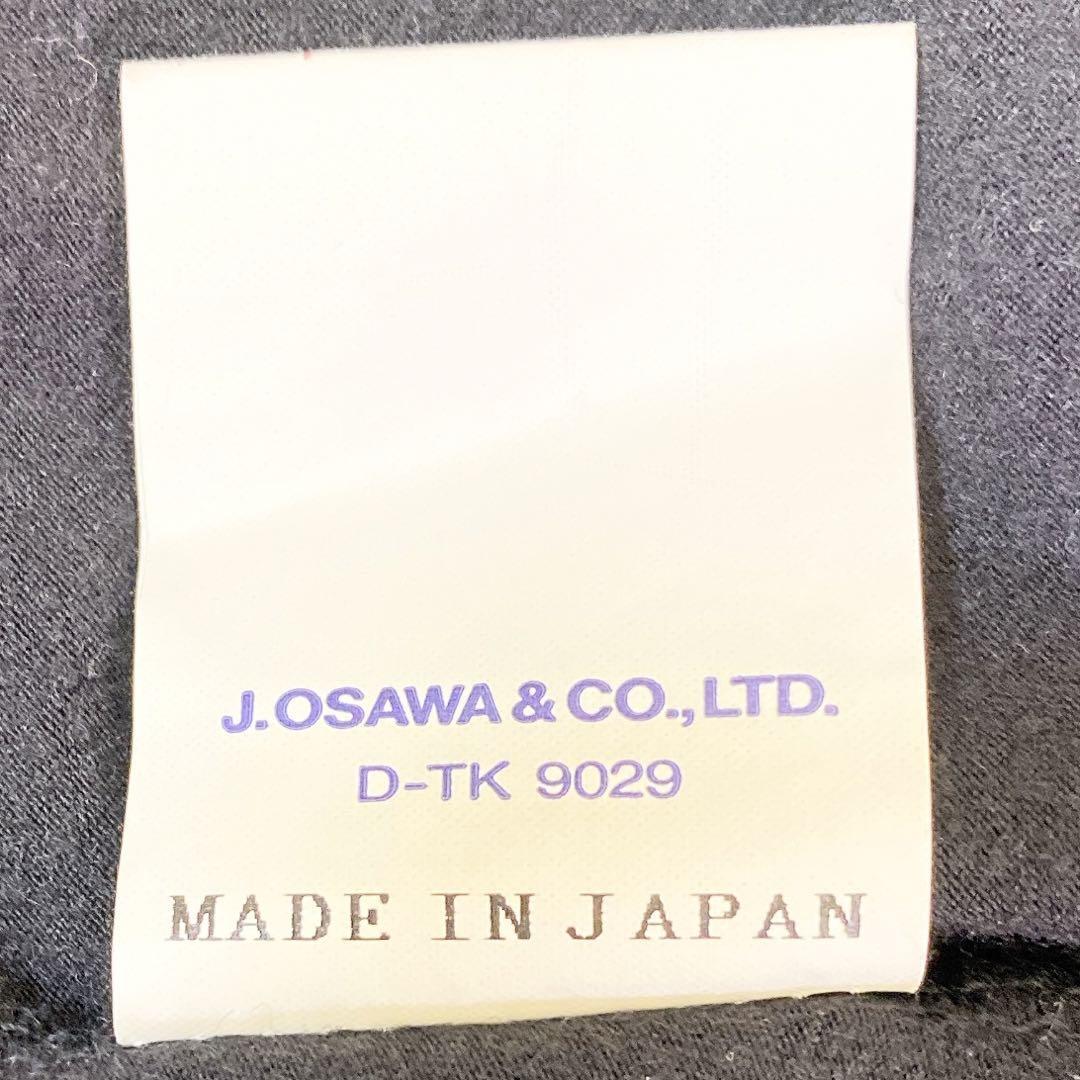 J.OSAWA & CO., LTD.
D-TK 9029
MADE IN JAPAN